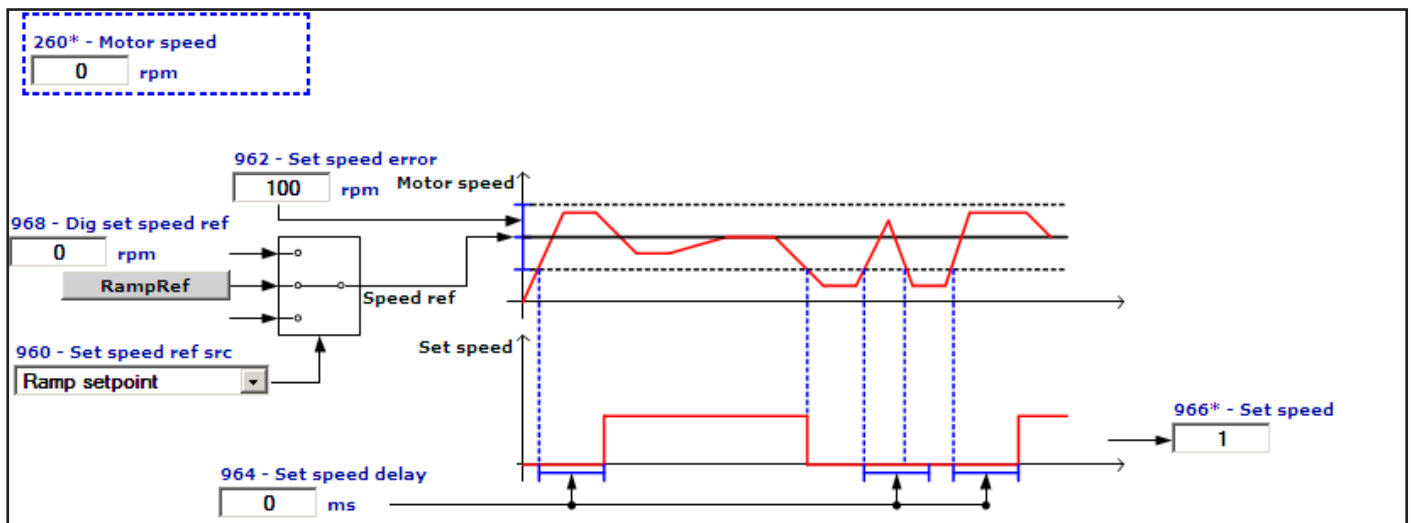 260* - Motor speed
0 rpm
962 - Set speed error
100 rpm
Motor speed
968 - Dig set speed ref
0 rpm
RampRef
Speed ref
960 - Set speed ref src
Ramp setpoint
Set speed
966* - Set speed
1
964 - Set speed delay
0 ms